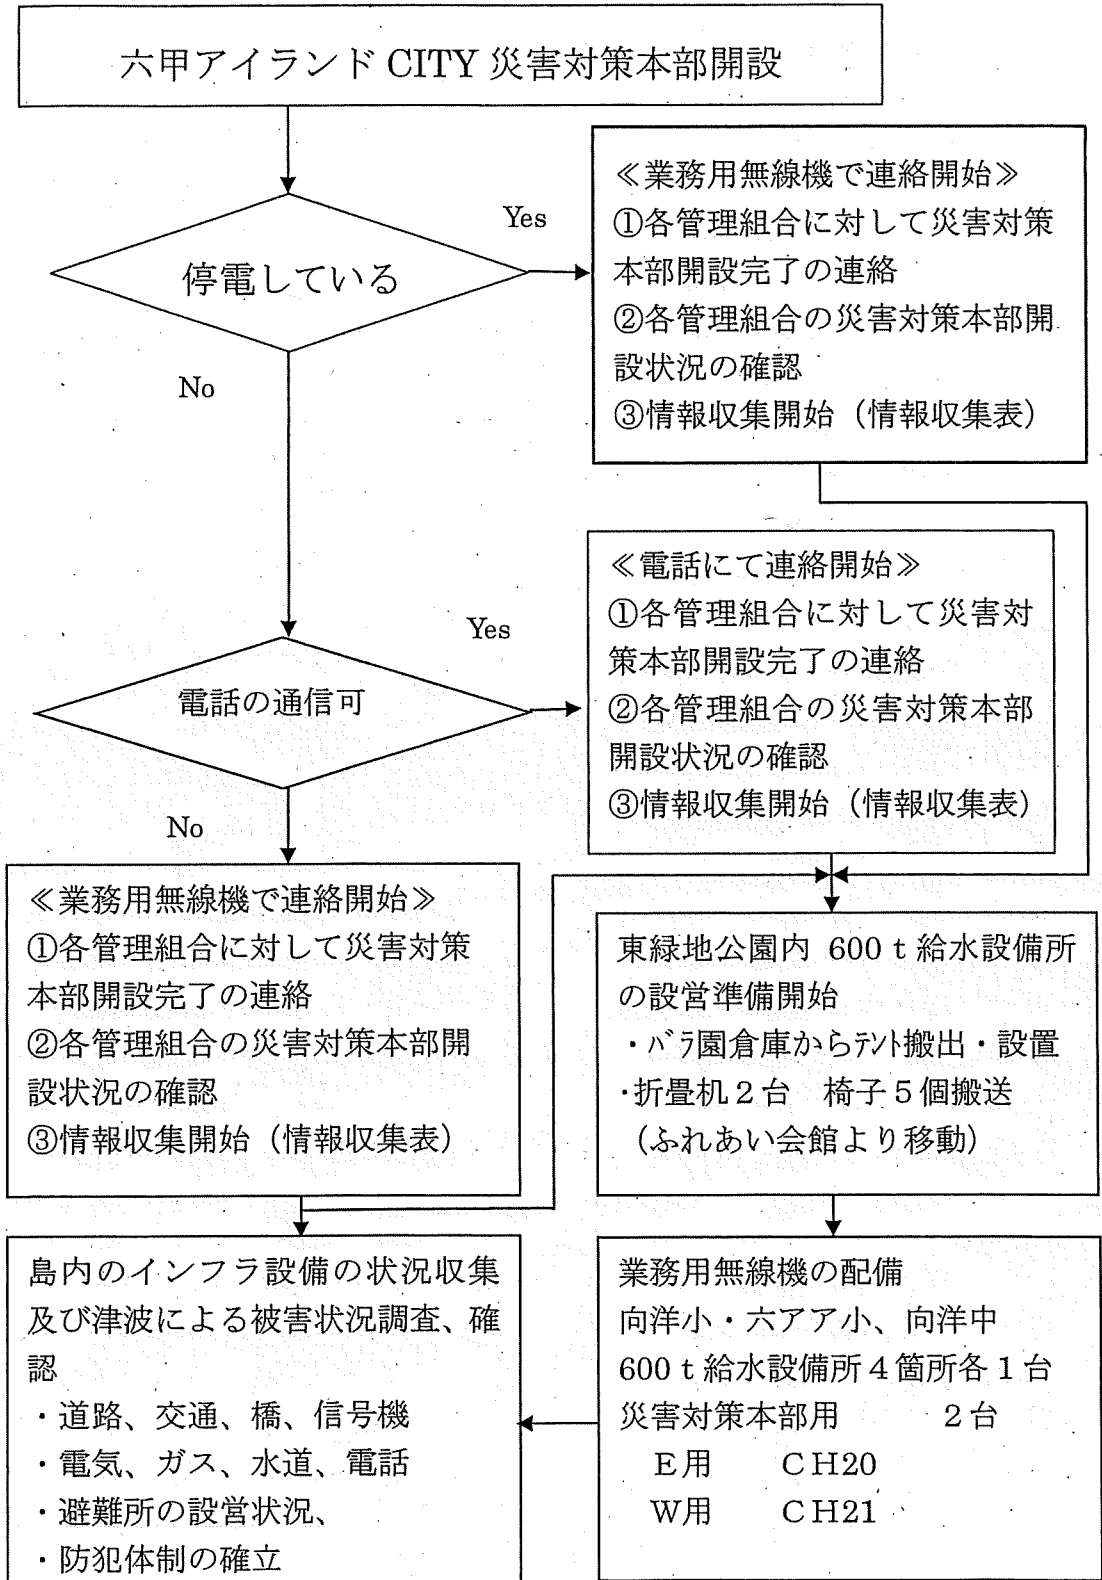 六甲アイランド CITY 災害対策本部開設
停電している
Yes
≪業務用無線機で連絡開始≫
①各管理組合に対して災害対策
本部開設完了の連絡
②各管理組合の災害対策本部開
設状況の確認
③情報収集開始（情報収集表）
No
電話の通信可
Yes
≪電話にて連絡開始≫
①各管理組合に対して災害対
策本部開設完了の連絡
②各管理組合の災害対策本部
開設状況の確認
③情報収集開始（情報収集表）
No
≪業務用無線機で連絡開始≫
①各管理組合に対して災害対策
本部開設完了の連絡
②各管理組合の災害対策本部開
設状況の確認
③情報収集開始（情報収集表）
東緑地公園内 600ｔ給水設備所
の設営準備開始
・ﾊﾞﾗ園倉庫からﾃﾝﾄ搬出・設置
・折畳机２台　椅子５個搬送
（ふれあい会館より移動）
島内のインフラ設備の状況収集
及び津波による被害状況調査、確
認
・道路、交通、橋、信号機
・電気、ガス、水道、電話
・避難所の設営状況、
・防犯体制の確立
業務用無線機の配備
向洋小・六アア小、向洋中
600ｔ給水設備所４箇所各１台
災害対策本部用　２台
Ｅ用　ＣH20
Ｗ用　ＣH21